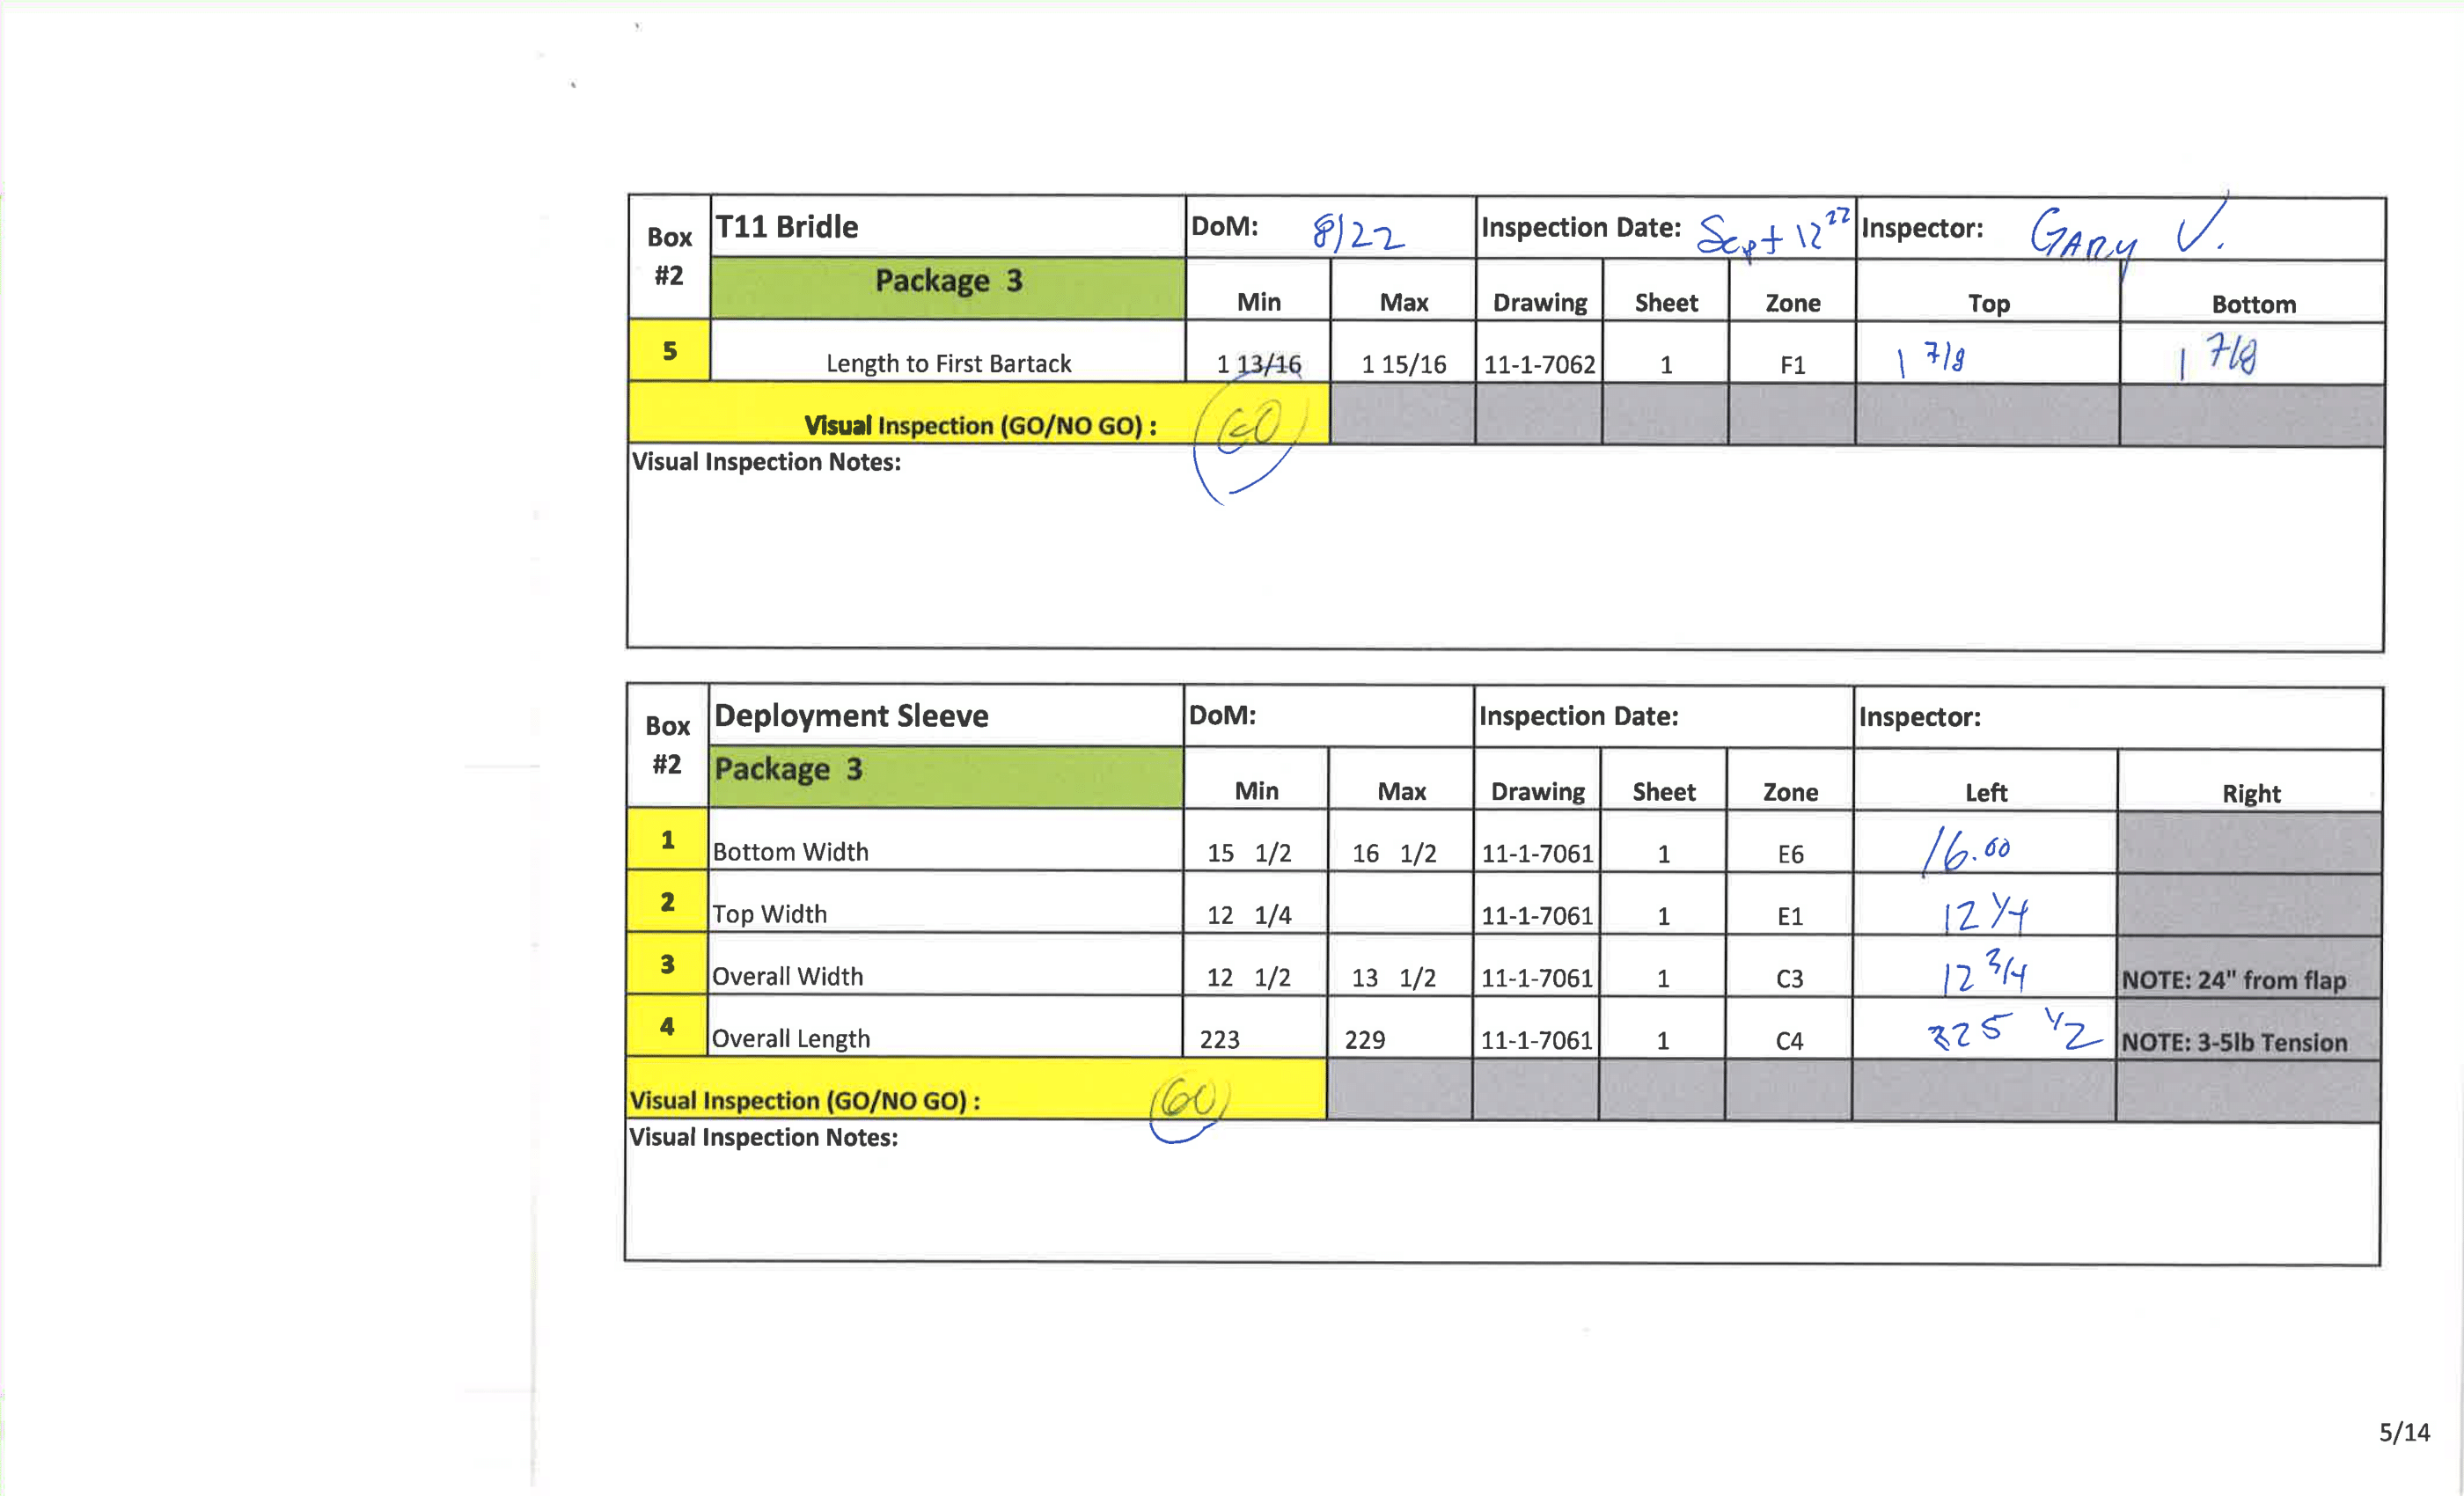 Box #2 T11 Bridle DoM: 8/22 Inspection Date: Sept 12 22 Inspector: GARY V.
Package 3 Min Max Drawing Sheet Zone Top Bottom
5 Length to First Bartack 1 13/16 1 15/16 11-1-7062 1 F1 1 7/8 1 7/8
Visual Inspection (GO/NO GO) : GO
Visual Inspection Notes:
Box #2 Deployment Sleeve DoM: Inspection Date: Inspector:
Package 3 Min Max Drawing Sheet Zone Left Right
1 Bottom Width 15 1/2 16 1/2 11-1-7061 1 E6 16.00
2 Top Width 12 1/4 11-1-7061 1 E1 12 1/4
3 Overall Width 12 1/2 13 1/2 11-1-7061 1 C3 12 3/4 NOTE: 24" from flap
4 Overall Length 223 229 11-1-7061 1 C4 225 1/2 NOTE: 3-5lb Tension
Visual Inspection (GO/NO GO) : GO
Visual Inspection Notes:
5/14